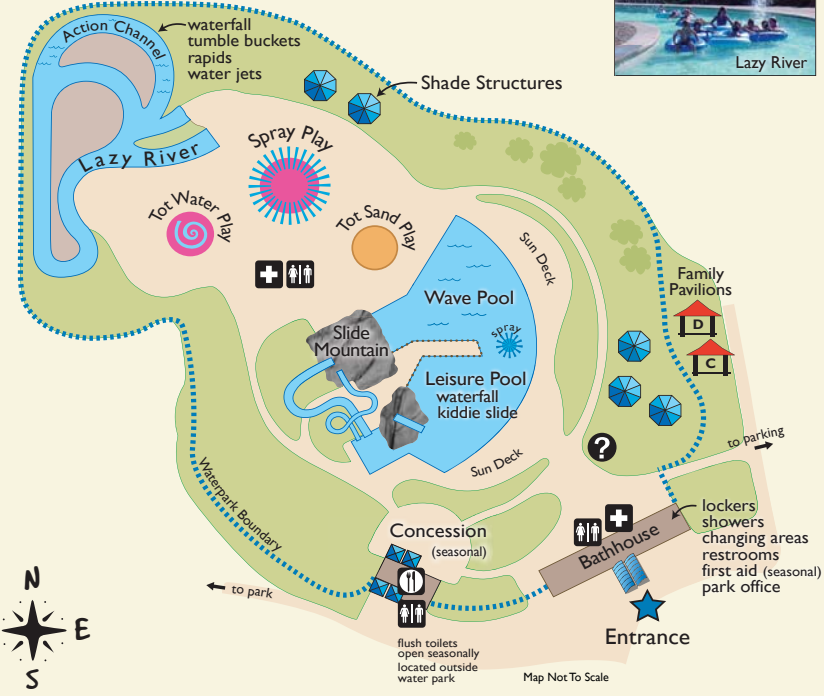 Action Channel
waterfall
tumble buckets
rapids
water jets
Lazy River
Shade Structures
Lazy River
Spray Play
Tot Water Play
Tot Sand Play
Sun Deck
Wave Pool
spray
Family
Pavilions
D
C
Slide
Mountain
Leisure Pool
waterfall
kiddie slide
?
to parking
Sun Deck
Waterpark Boundary
Concession
(seasonal)
Bathhouse
lockers
showers
changing areas
restrooms
first aid (seasonal)
park office
to park
N
E
S
Entrance
flush toilets
open seasonally
located outside
water park
Map Not To Scale